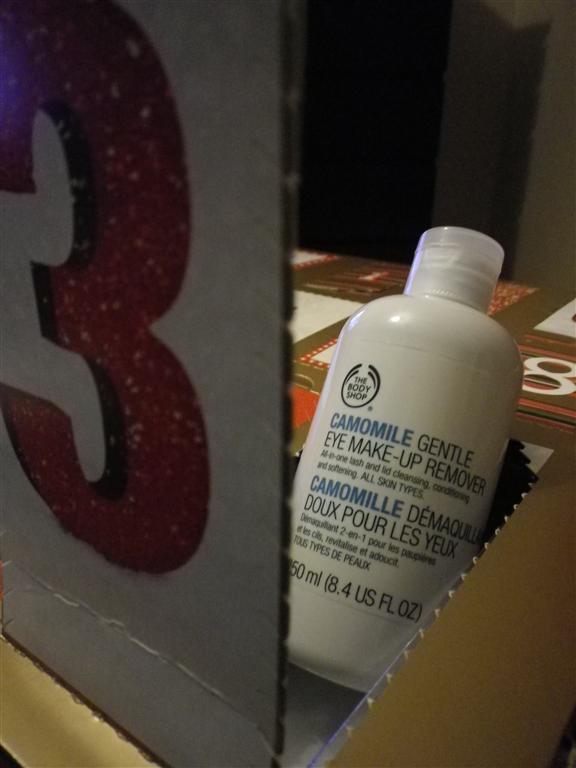 3
THE
BODY
SHOP
CAMOMILE GENTLE
EYE MAKE-UP REMOVER
All-in-one lash and lid cleansing, conditioning
and softening. ALL SKIN TYPES.
CAMOMILLE DÉMAQUILL
DOUX POUR LES YEUX
Démaquillant 2-en-1 pour les paupières
et les cils, revitalise et adoucit.
TOUS TYPES DE PEAUX
50 ml (8.4 US FL OZ)